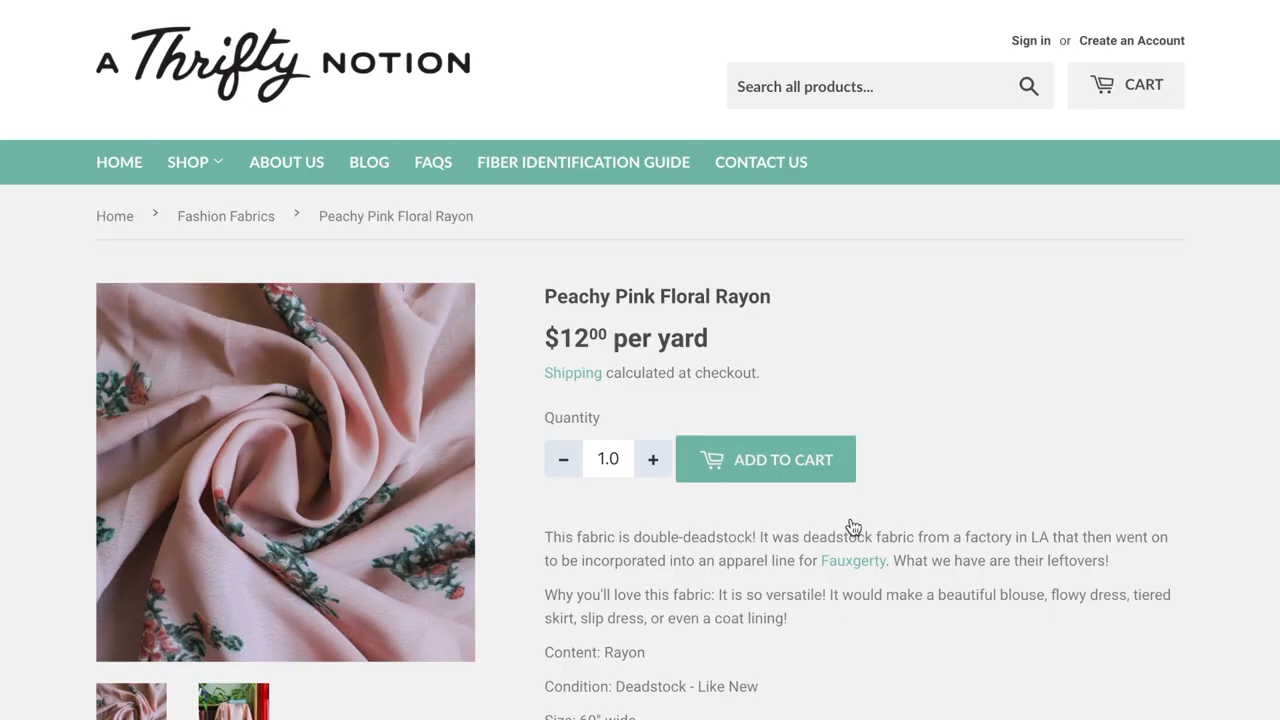 A Thrifty NOTION
Sign in or Create an Account
Search all products...
CART
HOME SHOP ABOUT US BLOG FAQS FIBER IDENTIFICATION GUIDE CONTACT US
Home > Fashion Fabrics > Peachy Pink Floral Rayon
Peachy Pink Floral Rayon
$12⁰⁰ per yard
Shipping calculated at checkout.
Quantity
- 1.0 + ADD TO CART
This fabric is double-deadstock! It was deadstock fabric from a factory in LA that then went on
to be incorporated into an apparel line for Fauxgerty. What we have are their leftovers!
Why you'll love this fabric: It is so versatile! It would make a beautiful blouse, flowy dress, tiered
skirt, slip dress, or even a coat lining!
Content: Rayon
Condition: Deadstock - Like New
Size: 60" wide